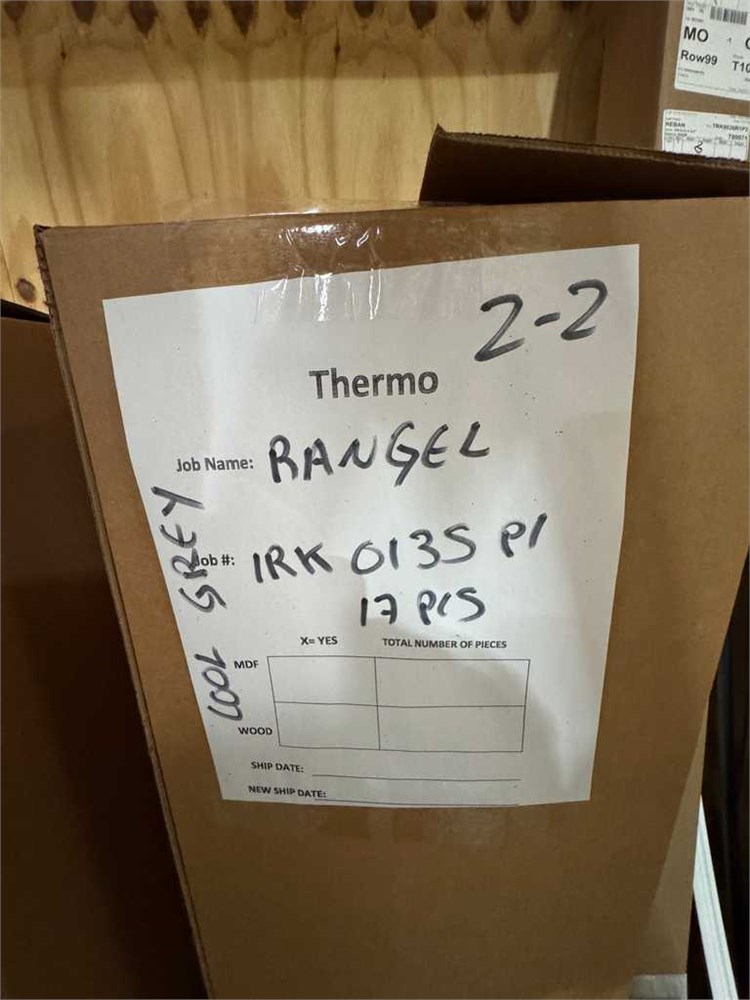 MO
Row99
T10
2-2
Thermo
Job Name: RANGEL
Job #: IRK 0135 P1
17 PCS
COOL GREY
X= YES TOTAL NUMBER OF PIECES
MDF
WOOD
SHIP DATE:
NEW SHIP DATE: